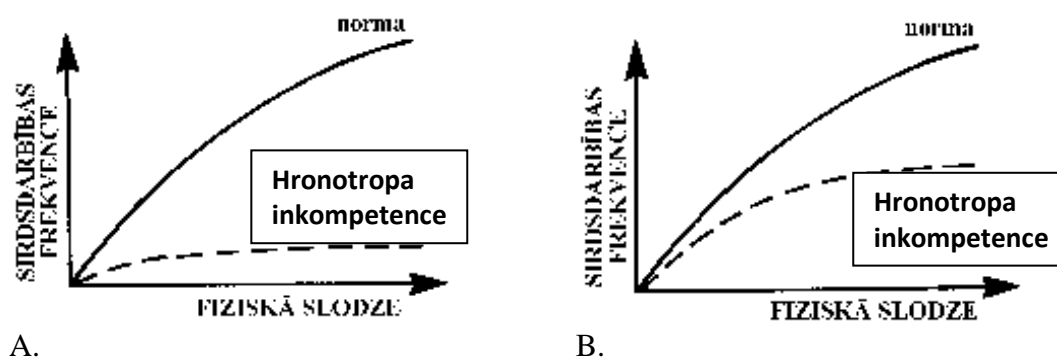 norma
SIRDSDARBĪBAS
FREKVENCE
Hronotropa
inkompetence
FIZISKĀ SLODZE
A.
norma
SIRDSDARBĪBAS
FREKVENCE
Hronotropa
inkompetence
FIZISKĀ SLODZE
B.